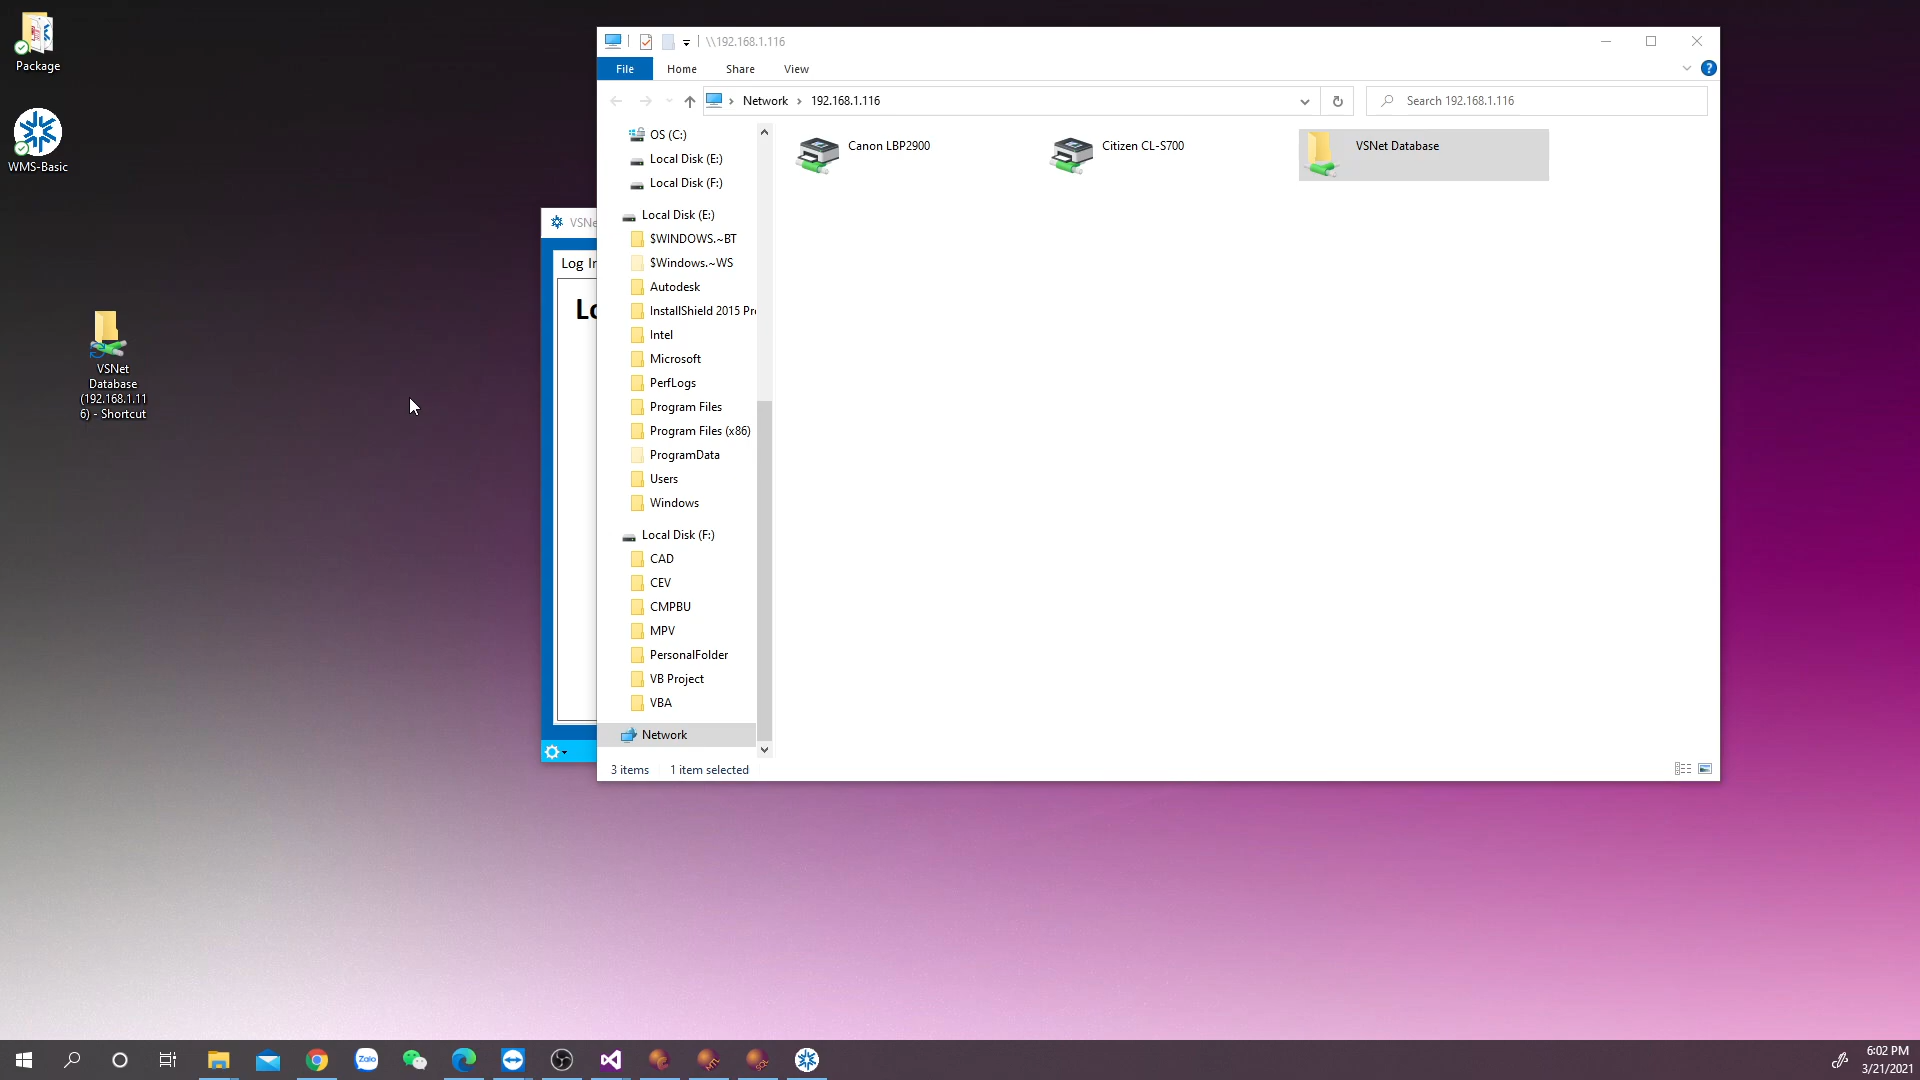 Package
WMS-Basic
VSNet
Database
(192.168.1.11
6) - Shortcut
Log In
\\192.168.1.116
File
Home
Share
View
Network
192.168.1.116
Search 192.168.1.116
OS (C:)
Local Disk (E:)
Local Disk (F:)
Local Disk (E:)
$WINDOWS.~BT
$Windows.~WS
Autodesk
InstallShield 2015 Pr
Intel
Microsoft
PerfLogs
Program Files
Program Files (x86)
ProgramData
Users
Windows
Local Disk (F:)
CAD
CEV
CMPBU
MPV
PersonalFolder
VB Project
VBA
Network
Canon LBP2900
Citizen CL-S700
VSNet Database
3 items
1 item selected
Zalo
6:02 PM
3/21/2021